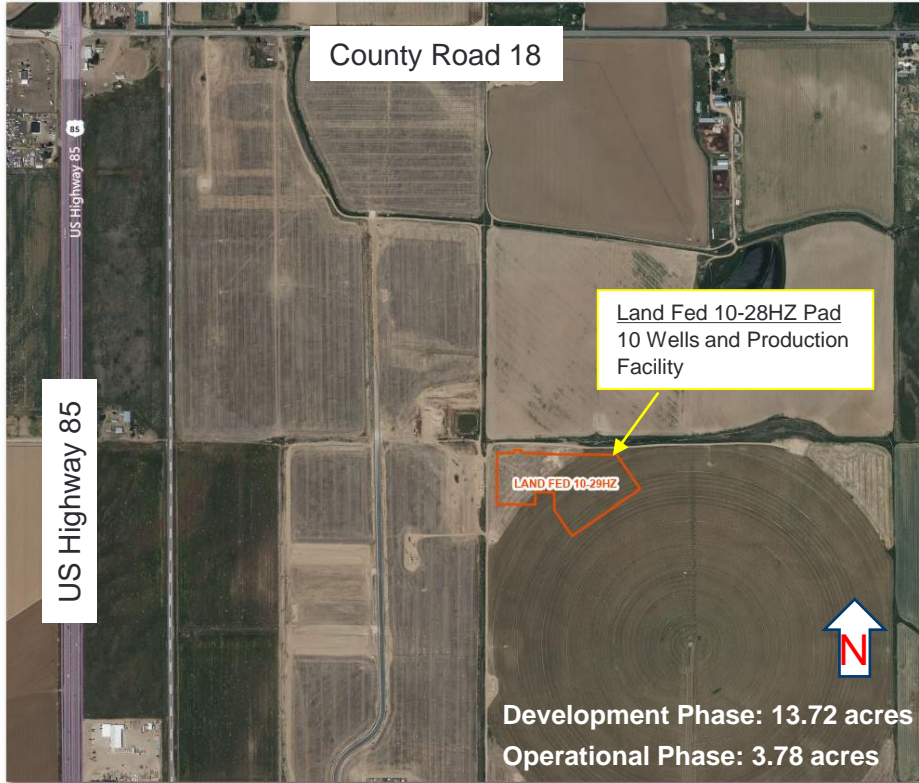 County Road 18
85
US Highway 85
Land Fed 10-28HZ Pad
10 Wells and Production
Facility
US Highway 85
LAND FED 10-29HZ
N
Development Phase: 13.72 acres
Operational Phase: 3.78 acres